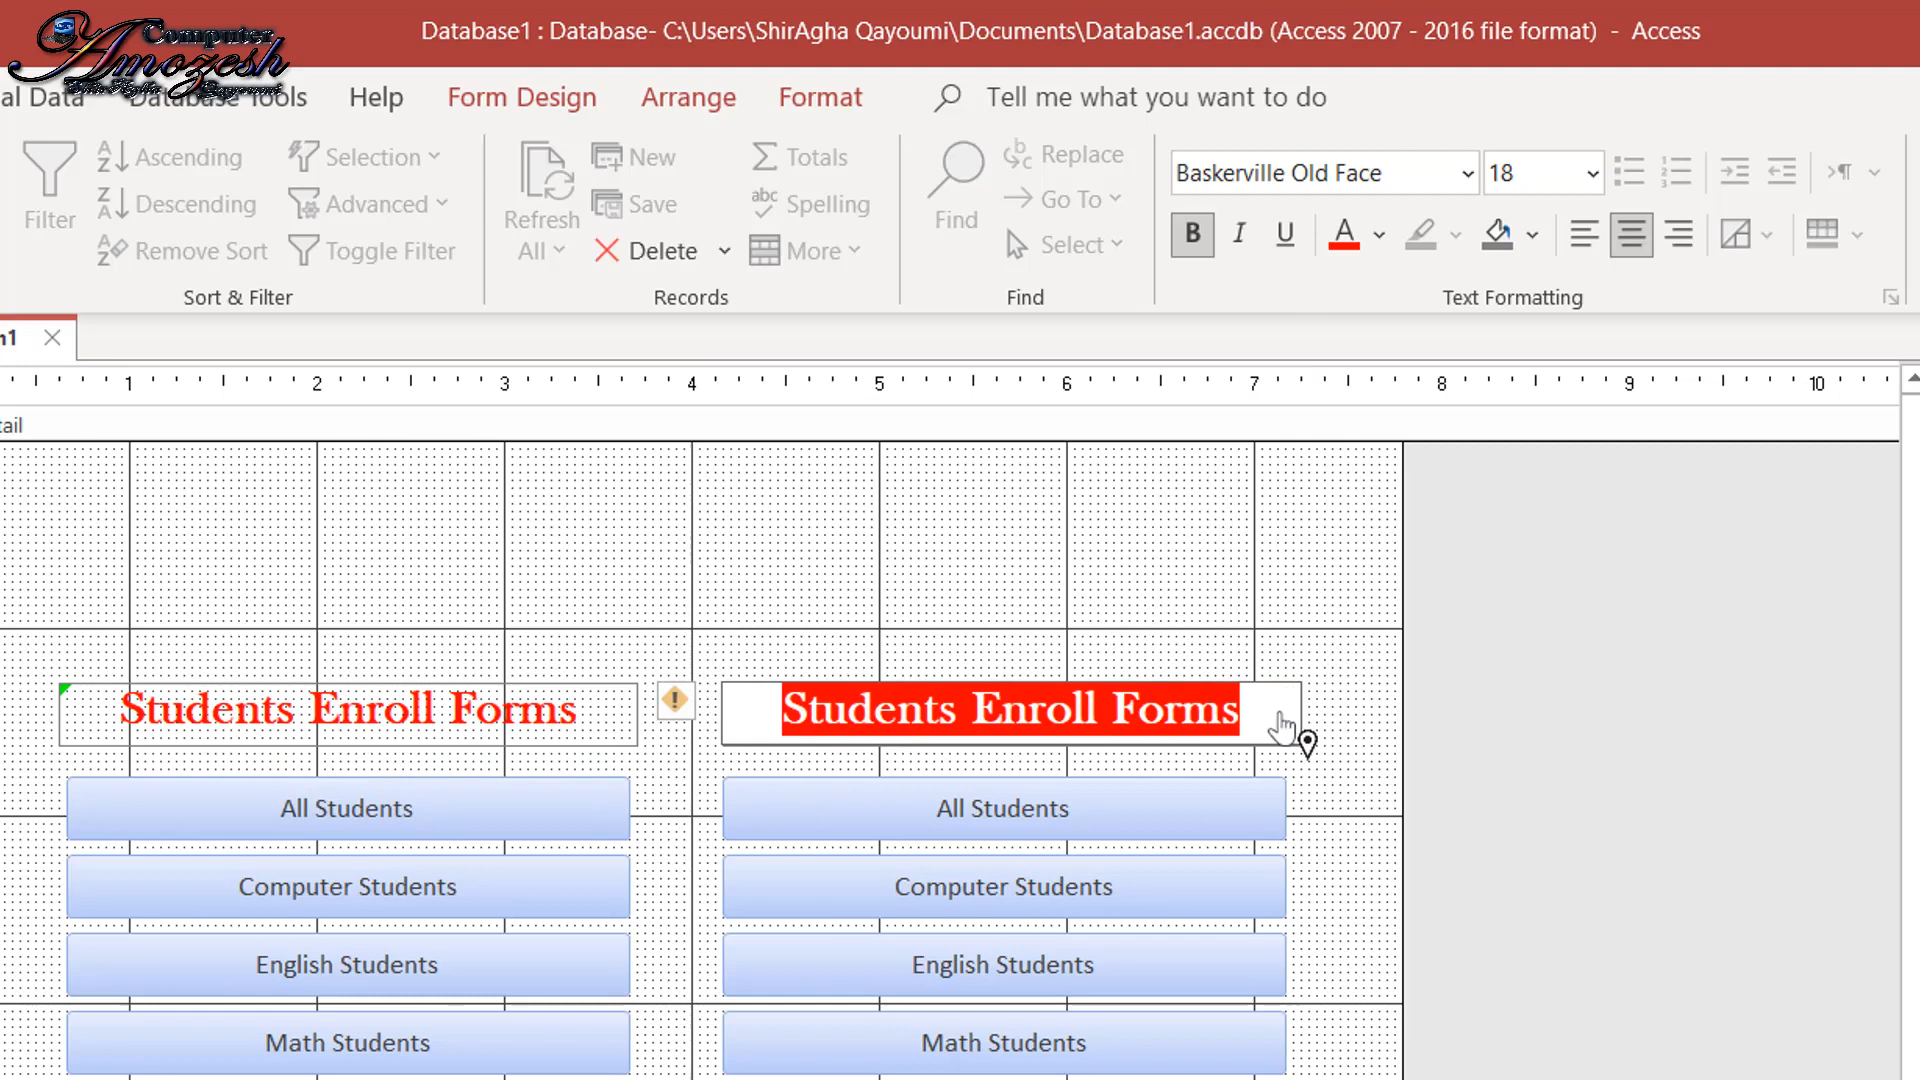 Database1 : Database- C:\Users\ShirAgha Qayoumi\Documents\Database1.accdb (Access 2007 - 2016 file format) - Access
Computer
Amozesh
al Data Database Tools Help Form Design Arrange Format Tell me what you want to do
Filter
Ascending
Descending
Remove Sort
Selection
Advanced
Toggle Filter
Sort & Filter
Refresh
All
New
Save
Delete
Totals
Spelling
More
Records
Find
Replace
Go To
Select
Find
Baskerville Old Face 18
B I U A
Text Formatting
m1
1 2 3 4 5 6 7 8 9 10
tail
Students Enroll Forms Students Enroll Forms
All Students All Students
Computer Students Computer Students
English Students English Students
Math Students Math Students